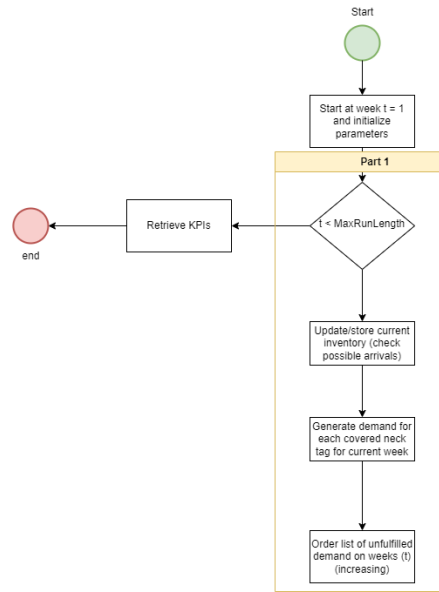 Start
Start at week t = 1
and initialize
parameters
Part 1
t < MaxRunLength
Retrieve KPIs
end
Update/store current
inventory (check
possible arrivals)
Generate demand for
each covered neck
tag for current week
Order list of unfulfilled
demand on weeks (t)
(increasing)